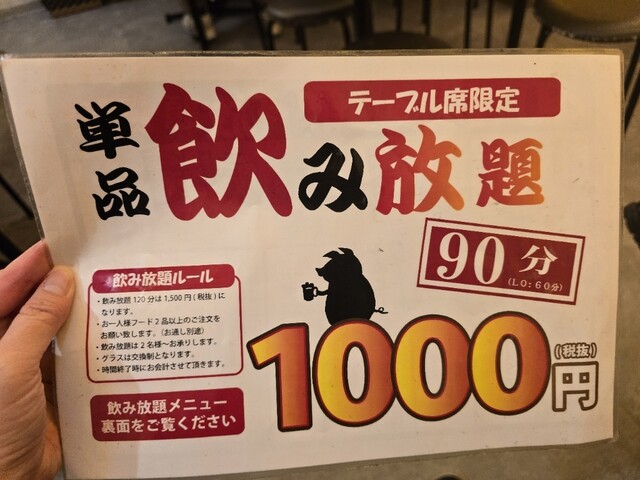 テーブル席限定
単品飲み放題
90分
(LO:60分)
飲み放題ルール
・飲み放題120分は1,500円(税抜)に
なります。
・お一人様フード2品以上のご注文を
お願い致します。(お通し別途)
・飲み放題は2名様〜お承りします。
・グラスは交換制となります。
・時間終了時にお会計させて頂きます。
1000円
(税抜)
飲み放題メニュー
裏面をご覧ください